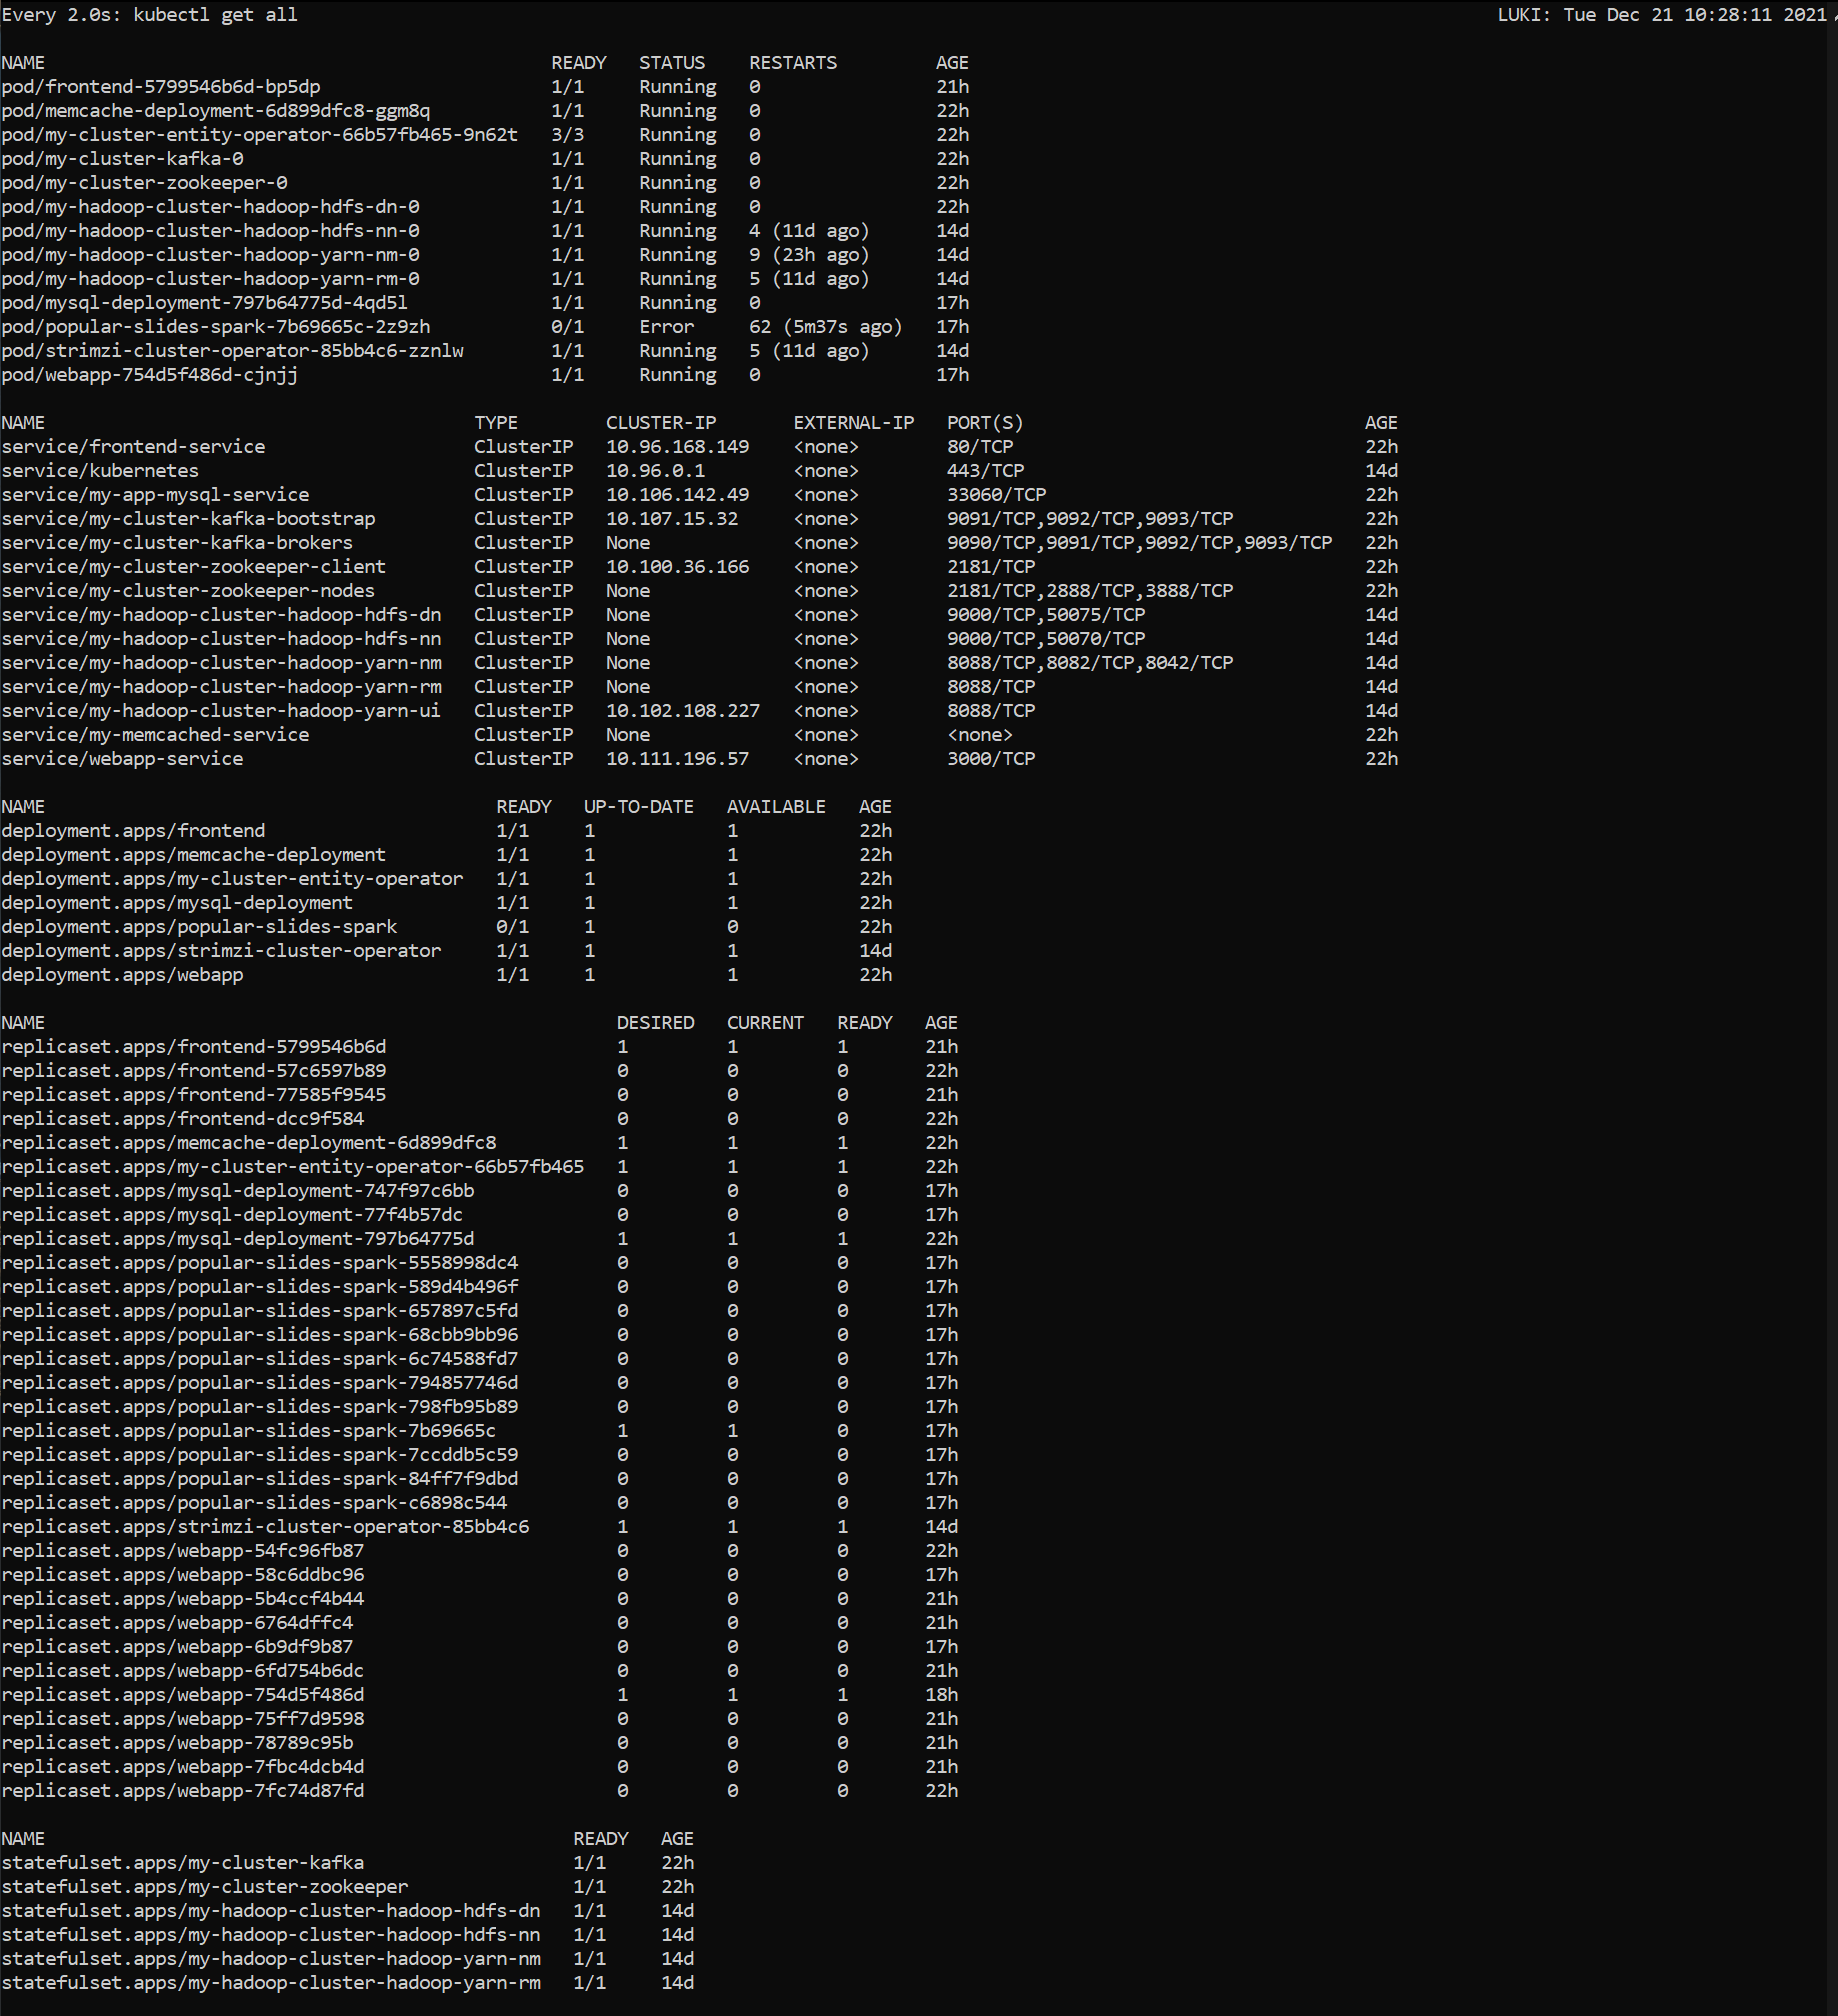 Every 2.0s: kubectl get all LUKI: Tue Dec 21 10:28:11 2021
NAME READY STATUS RESTARTS AGE
pod/frontend-5799546b6d-bp5dp 1/1 Running 0 21h
pod/memcache-deployment-6d899dfc8-ggm8q 1/1 Running 0 22h
pod/my-cluster-entity-operator-66b57fb465-9n62t 3/3 Running 0 22h
pod/my-cluster-kafka-0 1/1 Running 0 22h
pod/my-cluster-zookeeper-0 1/1 Running 0 22h
pod/my-hadoop-cluster-hadoop-hdfs-dn-0 1/1 Running 0 22h
pod/my-hadoop-cluster-hadoop-hdfs-nn-0 1/1 Running 4 (11d ago) 14d
pod/my-hadoop-cluster-hadoop-yarn-nm-0 1/1 Running 9 (23h ago) 14d
pod/my-hadoop-cluster-hadoop-yarn-rm-0 1/1 Running 5 (11d ago) 14d
pod/mysql-deployment-797b64775d-4qd5l 1/1 Running 0 17h
pod/popular-slides-spark-7b69665c-2z9zh 0/1 Error 62 (5m37s ago) 17h
pod/strimzi-cluster-operator-85bb4c6-zznlw 1/1 Running 5 (11d ago) 14d
pod/webapp-754d5f486d-cjnjj 1/1 Running 0 17h
NAME TYPE CLUSTER-IP EXTERNAL-IP PORT(S) AGE
service/frontend-service ClusterIP 10.96.168.149 <none> 80/TCP 22h
service/kubernetes ClusterIP 10.96.0.1 <none> 443/TCP 14d
service/my-app-mysql-service ClusterIP 10.106.142.49 <none> 33060/TCP 22h
service/my-cluster-kafka-bootstrap ClusterIP 10.107.15.32 <none> 9091/TCP,9092/TCP,9093/TCP 22h
service/my-cluster-kafka-brokers ClusterIP None <none> 9090/TCP,9091/TCP,9092/TCP,9093/TCP 22h
service/my-cluster-zookeeper-client ClusterIP 10.100.36.166 <none> 2181/TCP 22h
service/my-cluster-zookeeper-nodes ClusterIP None <none> 2181/TCP,2888/TCP,3888/TCP 22h
service/my-hadoop-cluster-hadoop-hdfs-dn ClusterIP None <none> 9000/TCP,50075/TCP 14d
service/my-hadoop-cluster-hadoop-hdfs-nn ClusterIP None <none> 9000/TCP,50070/TCP 14d
service/my-hadoop-cluster-hadoop-yarn-nm ClusterIP None <none> 8088/TCP,8082/TCP,8042/TCP 14d
service/my-hadoop-cluster-hadoop-yarn-rm ClusterIP None <none> 8088/TCP 14d
service/my-hadoop-cluster-hadoop-yarn-ui ClusterIP 10.102.108.227 <none> 8088/TCP 14d
service/my-memcached-service ClusterIP None <none> <none> 22h
service/webapp-service ClusterIP 10.111.196.57 <none> 3000/TCP 22h
NAME READY UP-TO-DATE AVAILABLE AGE
deployment.apps/frontend 1/1 1 1 22h
deployment.apps/memcache-deployment 1/1 1 1 22h
deployment.apps/my-cluster-entity-operator 1/1 1 1 22h
deployment.apps/mysql-deployment 1/1 1 1 22h
deployment.apps/popular-slides-spark 0/1 1 0 22h
deployment.apps/strimzi-cluster-operator 1/1 1 1 14d
deployment.apps/webapp 1/1 1 1 22h
NAME DESIRED CURRENT READY AGE
replicaset.apps/frontend-5799546b6d 1 1 1 21h
replicaset.apps/frontend-57c6597b89 0 0 0 22h
replicaset.apps/frontend-77585f9545 0 0 0 21h
replicaset.apps/frontend-dcc9f584 0 0 0 22h
replicaset.apps/memcache-deployment-6d899dfc8 1 1 1 22h
replicaset.apps/my-cluster-entity-operator-66b57fb465 1 1 1 22h
replicaset.apps/mysql-deployment-747f97c6bb 0 0 0 17h
replicaset.apps/mysql-deployment-77f4b57dc 0 0 0 17h
replicaset.apps/mysql-deployment-797b64775d 1 1 1 22h
replicaset.apps/popular-slides-spark-5558998dc4 0 0 0 17h
replicaset.apps/popular-slides-spark-589d4b496f 0 0 0 17h
replicaset.apps/popular-slides-spark-657897c5fd 0 0 0 17h
replicaset.apps/popular-slides-spark-68cbb9bb96 0 0 0 17h
replicaset.apps/popular-slides-spark-6c74588fd7 0 0 0 17h
replicaset.apps/popular-slides-spark-794857746d 0 0 0 17h
replicaset.apps/popular-slides-spark-798fb95b89 0 0 0 17h
replicaset.apps/popular-slides-spark-7b69665c 1 1 0 17h
replicaset.apps/popular-slides-spark-7ccddb5c59 0 0 0 17h
replicaset.apps/popular-slides-spark-84ff7f9dbd 0 0 0 17h
replicaset.apps/popular-slides-spark-c6898c544 0 0 0 17h
replicaset.apps/strimzi-cluster-operator-85bb4c6 1 1 1 14d
replicaset.apps/webapp-54fc96fb87 0 0 0 22h
replicaset.apps/webapp-58c6ddbc96 0 0 0 17h
replicaset.apps/webapp-5b4ccf4b44 0 0 0 21h
replicaset.apps/webapp-6764dffc4 0 0 0 21h
replicaset.apps/webapp-6b9df9b87 0 0 0 17h
replicaset.apps/webapp-6fd754b6dc 0 0 0 21h
replicaset.apps/webapp-754d5f486d 1 1 1 18h
replicaset.apps/webapp-75ff7d9598 0 0 0 21h
replicaset.apps/webapp-78789c95b 0 0 0 21h
replicaset.apps/webapp-7fbc4dcb4d 0 0 0 21h
replicaset.apps/webapp-7fc74d87fd 0 0 0 22h
NAME READY AGE
statefulset.apps/my-cluster-kafka 1/1 22h
statefulset.apps/my-cluster-zookeeper 1/1 22h
statefulset.apps/my-hadoop-cluster-hadoop-hdfs-dn 1/1 14d
statefulset.apps/my-hadoop-cluster-hadoop-hdfs-nn 1/1 14d
statefulset.apps/my-hadoop-cluster-hadoop-yarn-nm 1/1 14d
statefulset.apps/my-hadoop-cluster-hadoop-yarn-rm 1/1 14d